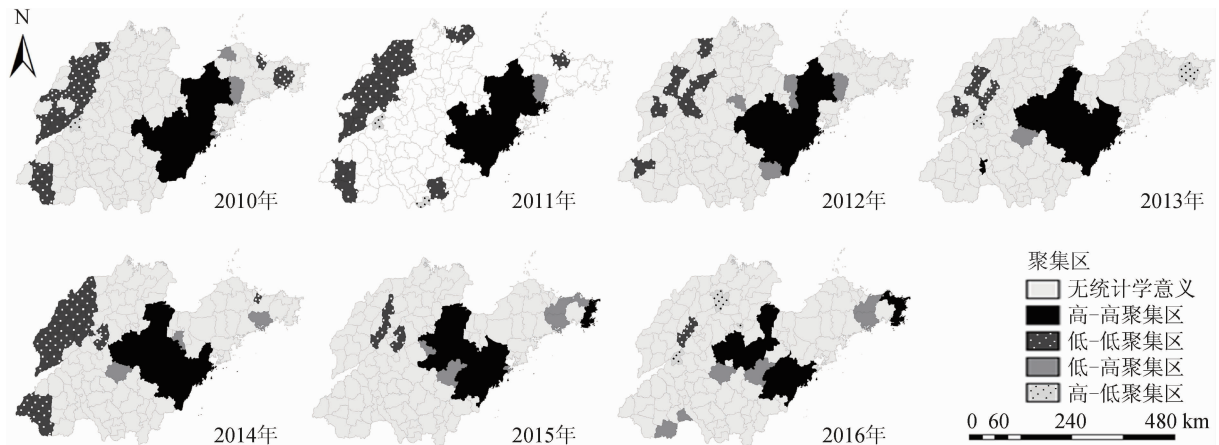 N
2010年
2011年
2012年
2013年
2014年
2015年
2016年
聚集区
无统计学意义
高-高聚集区
低-低聚集区
低-高聚集区
高-低聚集区
0 60 240 480 km